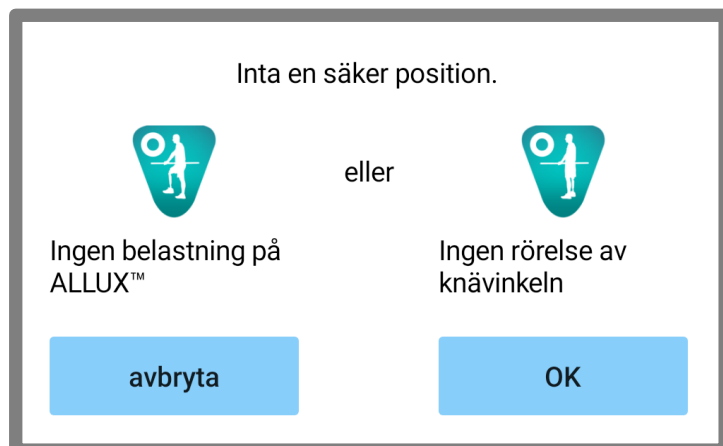 Inta en säker position.
eller
Ingen belastning på
ALLUX™
Ingen rörelse av
knävinkeln
avbryta
OK